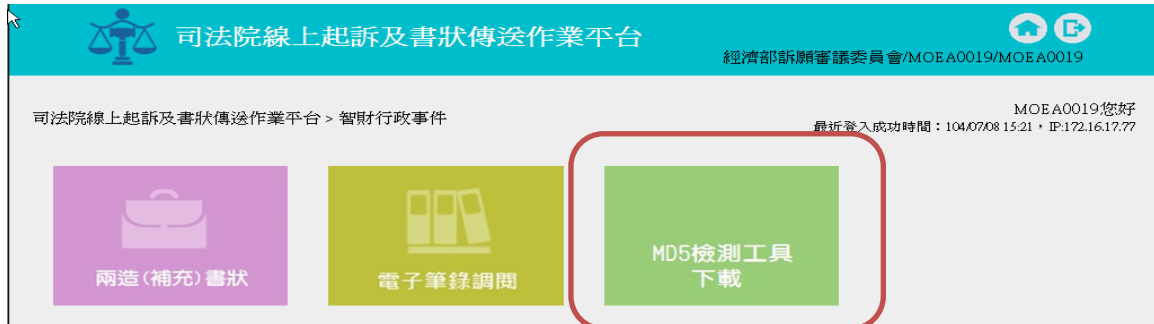 司法院線上起訴及書狀傳送作業平台
經濟部訴願審議委員會/MOEA0019/MOEA0019
司法院線上起訴及書狀傳送作業平台 > 智財行政事件
MOEA0019您好
最近登入成功時間：104/07/08 15:21，IP:172.16.17.77
兩造(補充)書狀
電子筆錄調閱
MD5檢測工具
下載